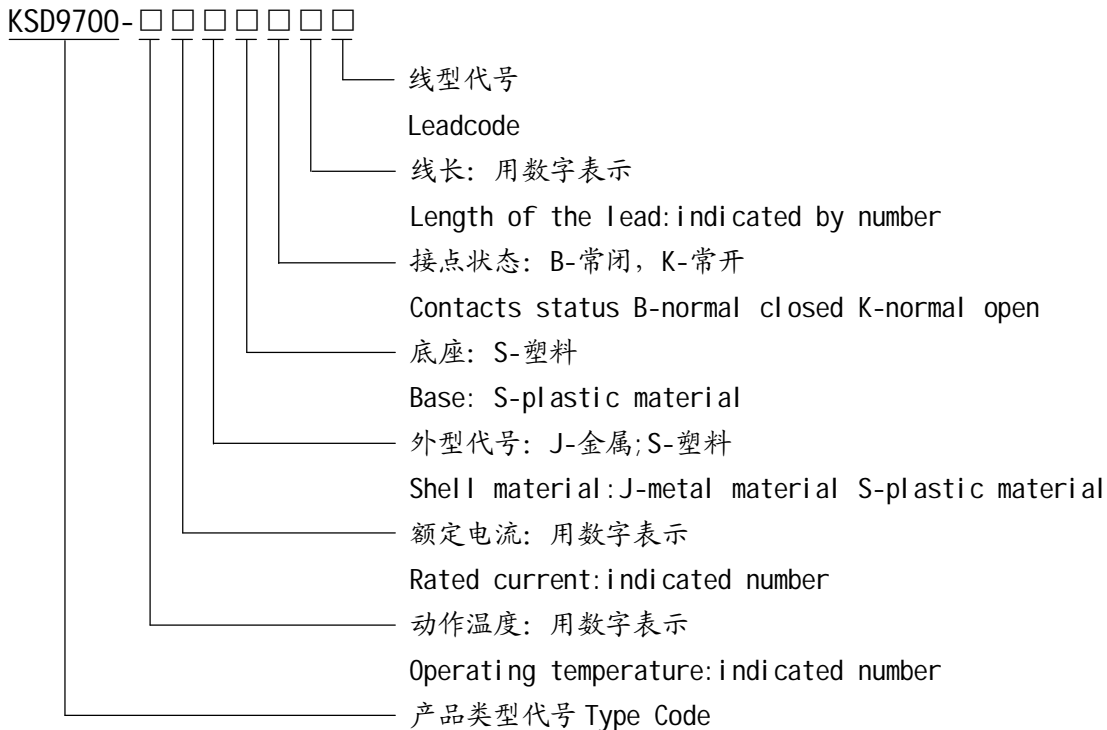 KSD9700-□□□□□□□
线型代号
Leadcode
线长: 用数字表示
Length of the lead:indicated by number
接点状态: B-常闭, K-常开
Contacts status B-normal closed K-normal open
底座: S-塑料
Base: S-plastic material
外型代号: J-金属;S-塑料
Shell material:J-metal material S-plastic material
额定电流: 用数字表示
Rated current:indicated number
动作温度: 用数字表示
Operating temperature:indicated number
产品类型代号 Type Code